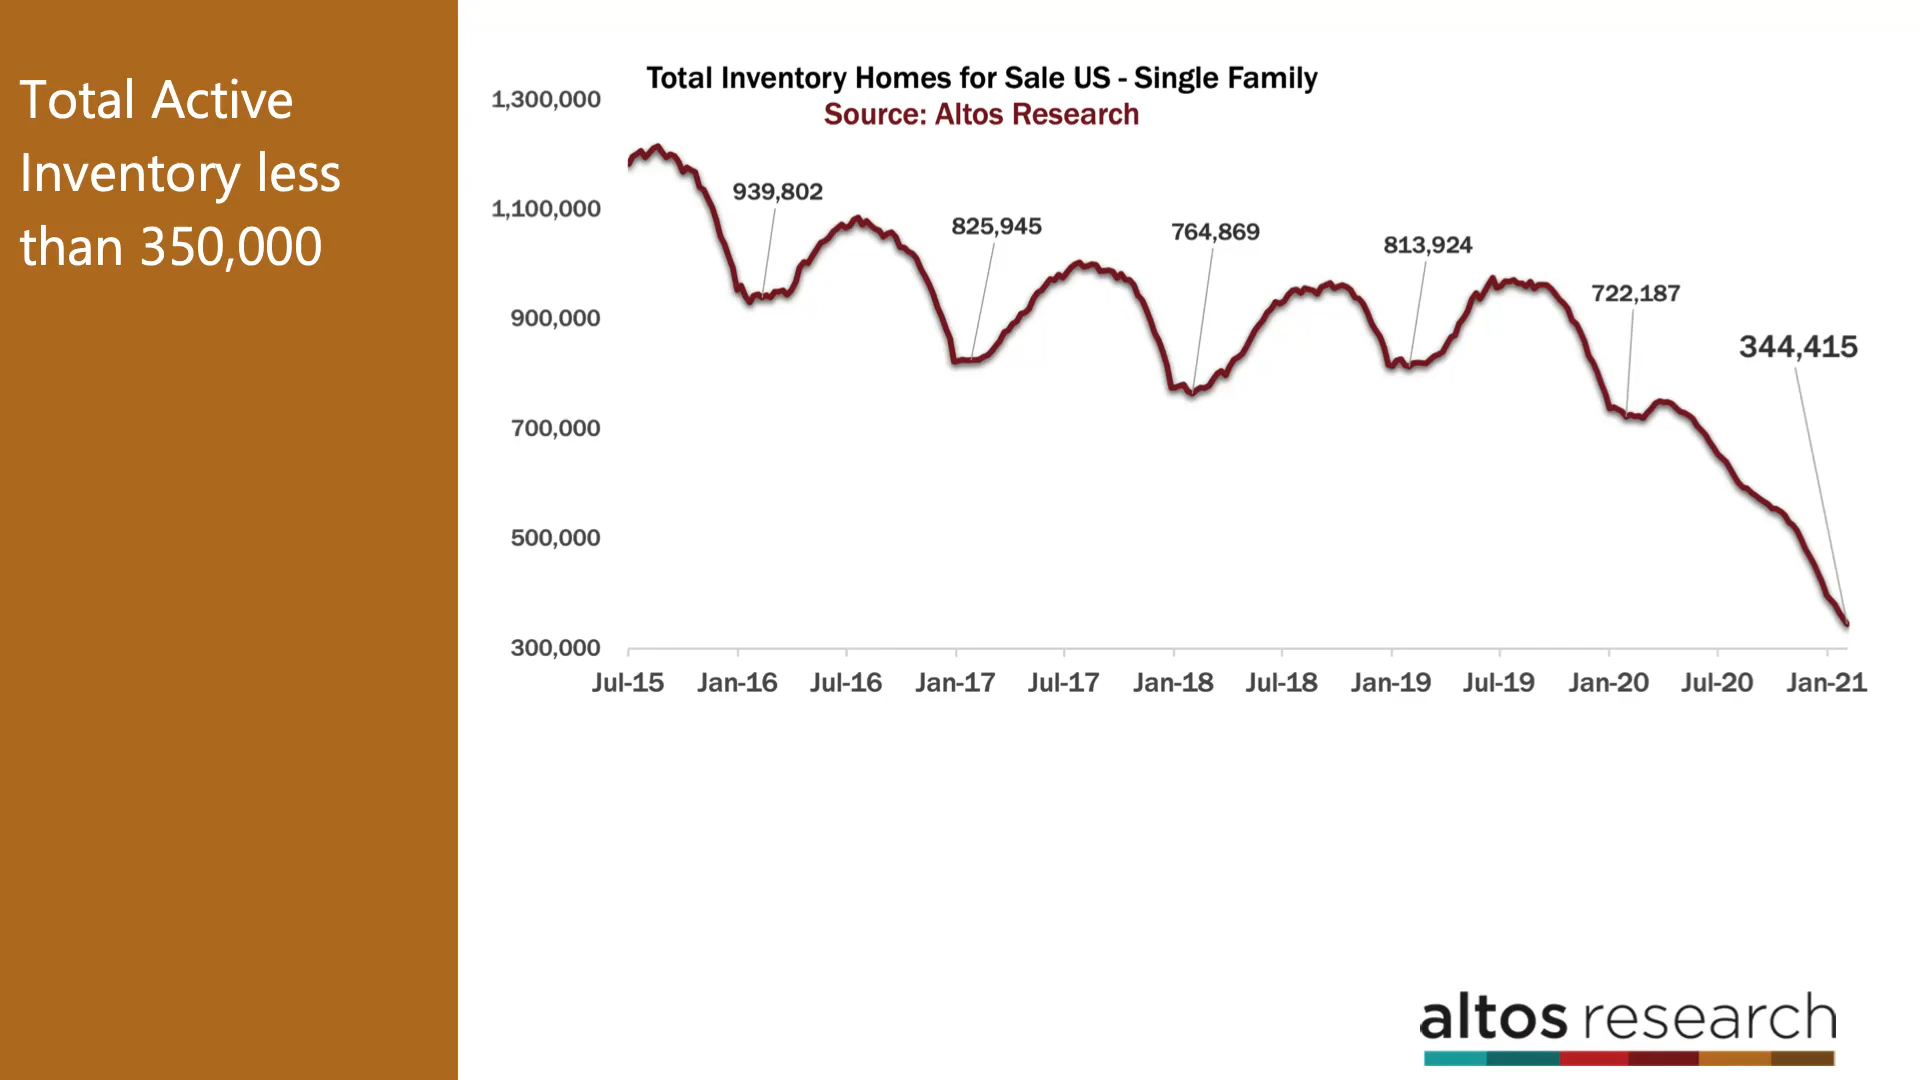 Total Active
Inventory less
than 350,000
Total Inventory Homes for Sale US - Single Family
Source: Altos Research
1,300,000
1,100,000
900,000
700,000
500,000
300,000
939,802
825,945
764,869
813,924
722,187
344,415
Jul-15 Jan-16 Jul-16 Jan-17 Jul-17 Jan-18 Jul-18 Jan-19 Jul-19 Jan-20 Jul-20 Jan-21
altos research